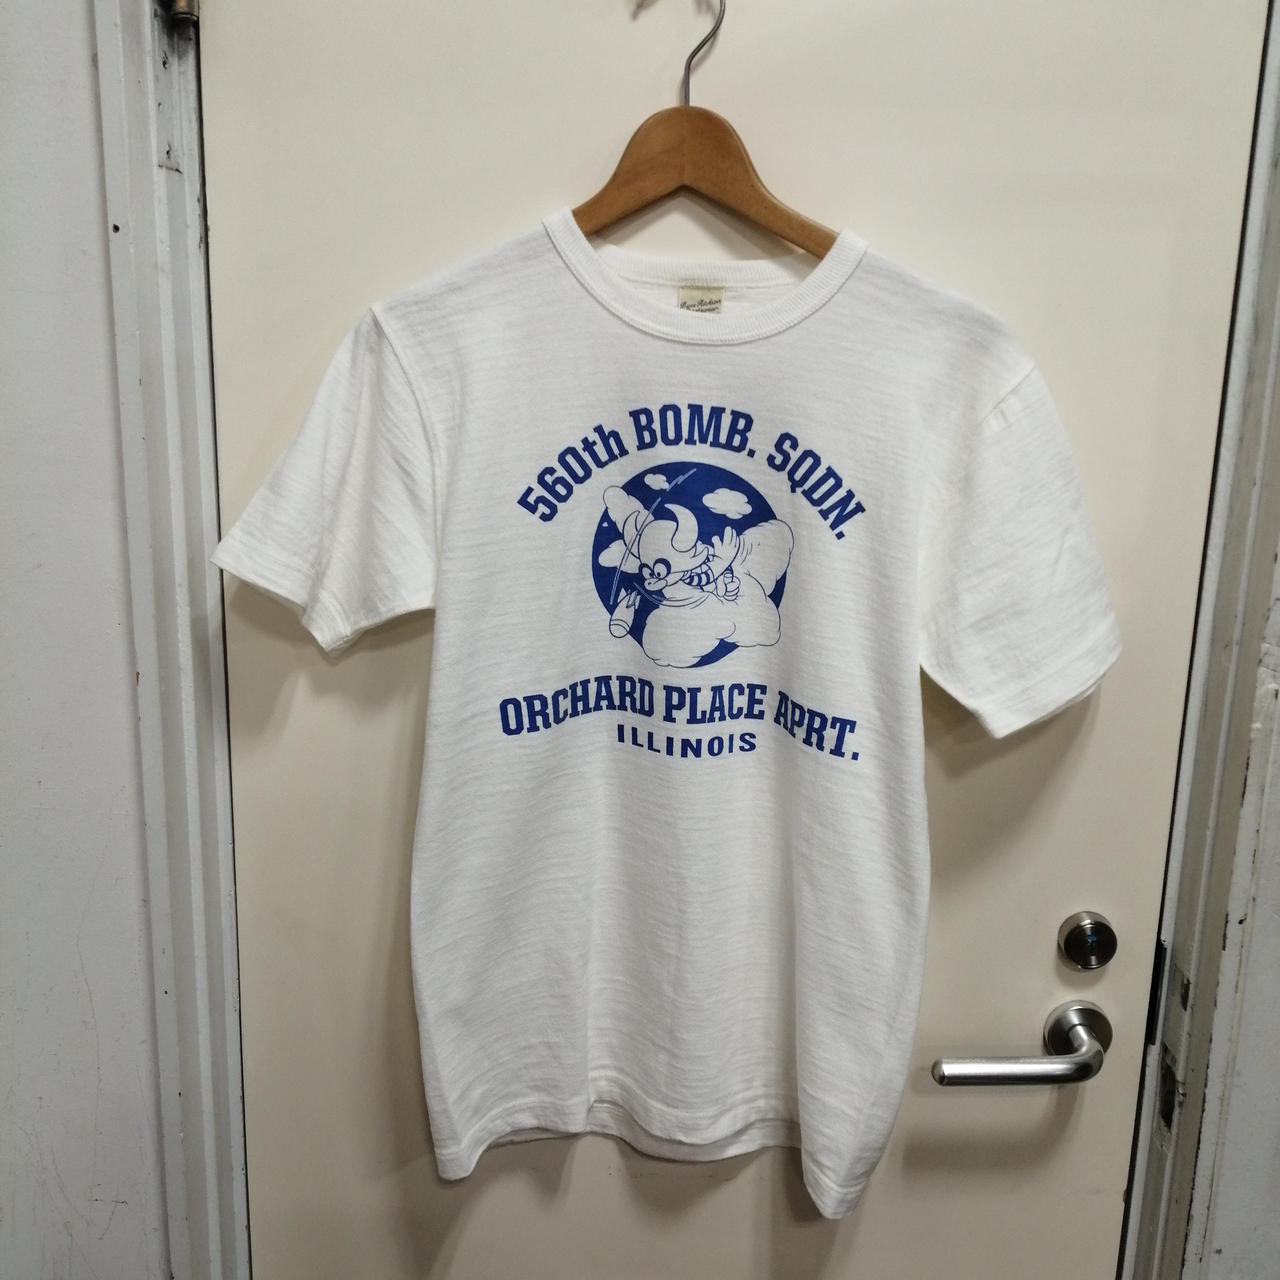 560th BOMB. SQDN.
ORCHARD PLACE APRT.
ILLINOIS